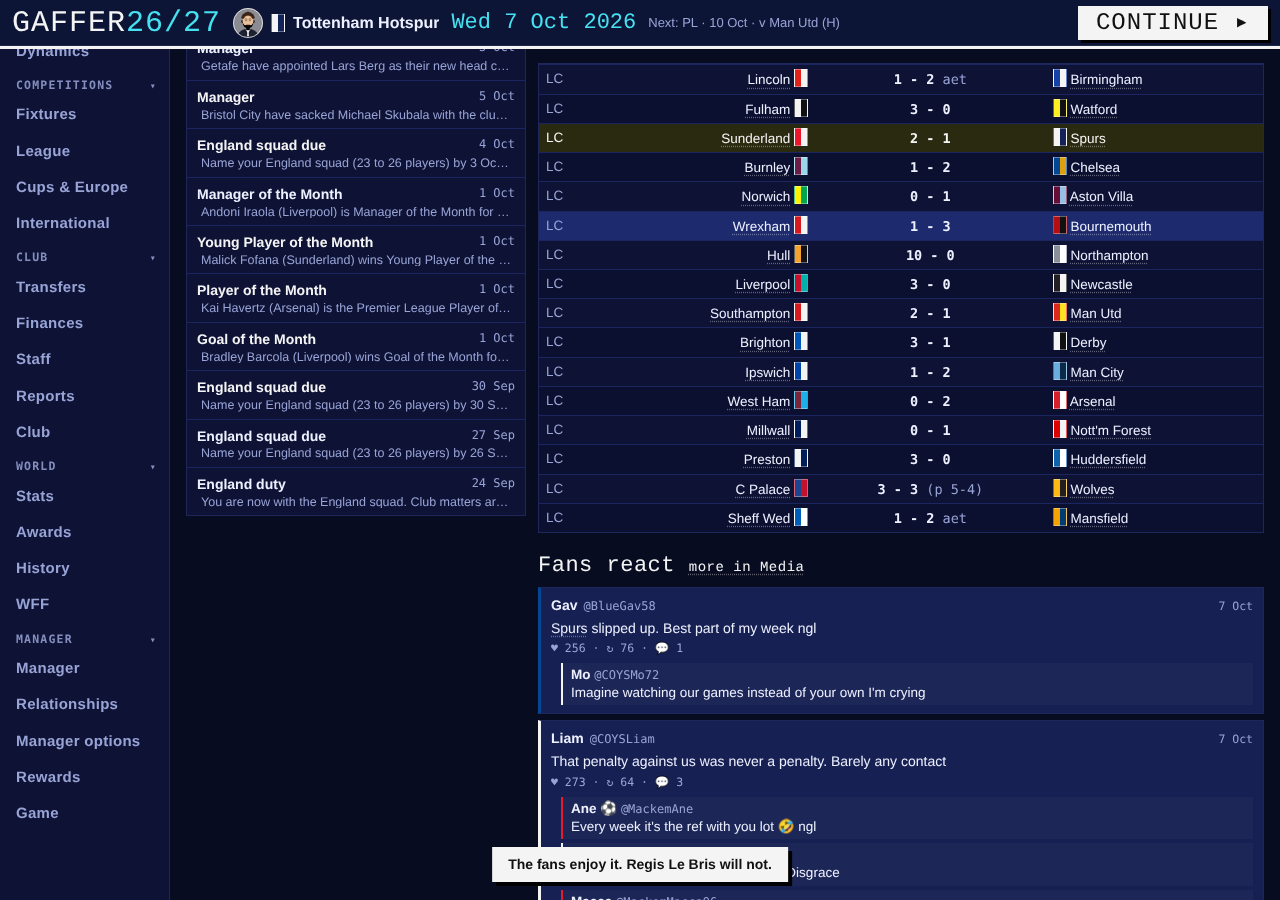 GAFFER26/27 Tottenham Hotspur Wed 7 Oct 2026 Next: PL · 10 Oct · v Man Utd (H) CONTINUE ►
Dynamics
COMPETITIONS ▾
Fixtures
League
Cups & Europe
International
CLUB ▾
Transfers
Finances
Staff
Reports
Club
WORLD ▾
Stats
Awards
History
WFF
MANAGER ▾
Manager
Relationships
Manager options
Rewards
Game
Manager 5 Oct
Getafe have appointed Lars Berg as their new head c…
Manager 5 Oct
Bristol City have sacked Michael Skubala with the clu…
England squad due 4 Oct
Name your England squad (23 to 26 players) by 3 Oc…
Manager of the Month 1 Oct
Andoni Iraola (Liverpool) is Manager of the Month for …
Young Player of the Month 1 Oct
Malick Fofana (Sunderland) wins Young Player of the …
Player of the Month 1 Oct
Kai Havertz (Arsenal) is the Premier League Player of…
Goal of the Month 1 Oct
Bradley Barcola (Liverpool) wins Goal of the Month fo…
England squad due 30 Sep
Name your England squad (23 to 26 players) by 30 S…
England squad due 27 Sep
Name your England squad (23 to 26 players) by 26 S…
England duty 24 Sep
You are now with the England squad. Club matters ar…
LC Lincoln 1 - 2 aet Birmingham
LC Fulham 3 - 0 Watford
LC Sunderland 2 - 1 Spurs
LC Burnley 1 - 2 Chelsea
LC Norwich 0 - 1 Aston Villa
LC Wrexham 1 - 3 Bournemouth
LC Hull 10 - 0 Northampton
LC Liverpool 3 - 0 Newcastle
LC Southampton 2 - 1 Man Utd
LC Brighton 3 - 1 Derby
LC Ipswich 1 - 2 Man City
LC West Ham 0 - 2 Arsenal
LC Millwall 0 - 1 Nott'm Forest
LC Preston 3 - 0 Huddersfield
LC C Palace 3 - 3 (p 5-4) Wolves
LC Sheff Wed 1 - 2 aet Mansfield
Fans react more in Media
Gav @BlueGav58 7 Oct
Spurs slipped up. Best part of my week ngl
♥ 256 · ↻ 76 · 💬 1
Mo @COYSMo72
Imagine watching our games instead of your own I'm crying
Liam @COYSLiam 7 Oct
That penalty against us was never a penalty. Barely any contact
♥ 273 · ↻ 64 · 💬 3
Ane ⚽ @MackemAne
Every week it's the ref with you lot 🤣 ngl
The fans enjoy it. Regis Le Bris will not.
Disgrace